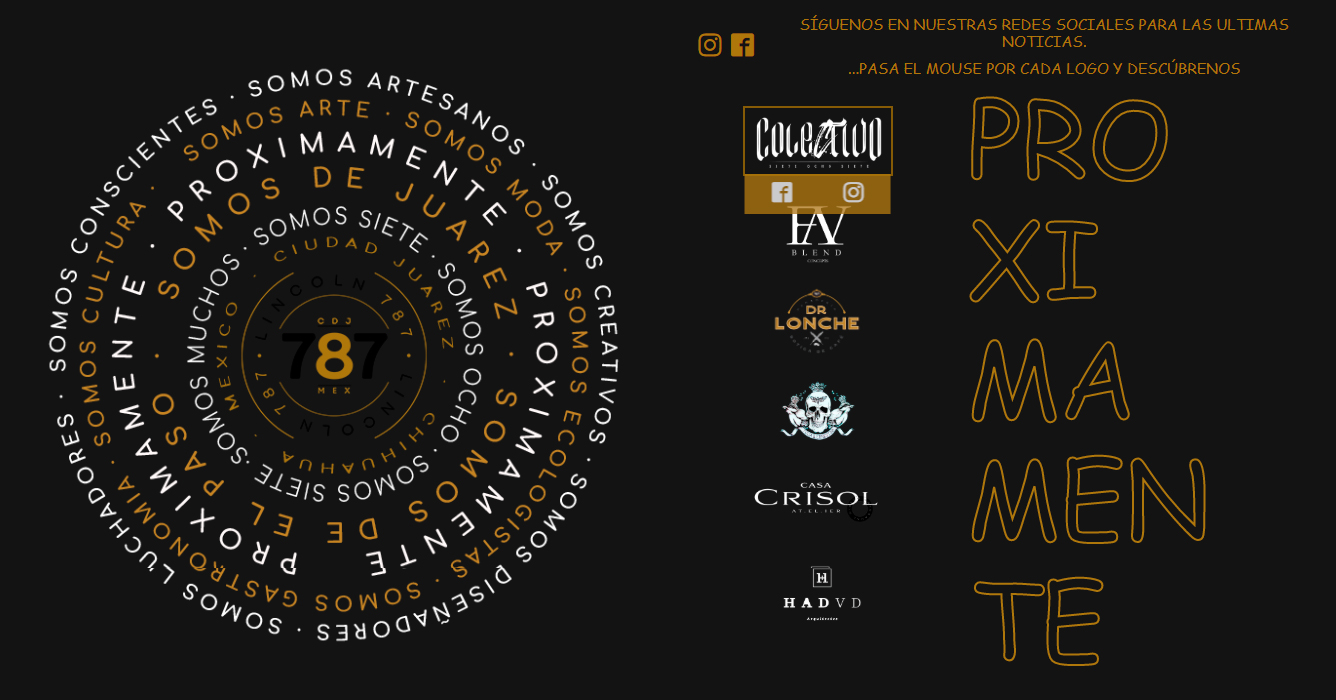 SÍGUENOS EN NUESTRAS REDES SOCIALES PARA LAS ULTIMAS
NOTICIAS.
...PASA EL MOUSE POR CADA LOGO Y DESCÚBRENOS
SOMOS ARTESANOS · SOMOS CREATIVOS · SOMOS DISEÑADORES · SOMOS LUCHADORES · SOMOS CONSCIENTES ·
SOMOS ARTE · SOMOS MODA · SOMOS ECOLOGISTAS · SOMOS GASTRONOMIA · SOMOS CULTURA ·
PROXIMAMENTE · PROXIMAMENTE PROXIMAMENTE ·
SOMOS DE JUAREZ · SOMOS DE EL PASO ·
SOMOS SIETE · SOMOS OCHO · SOMOS SIETE · SOMOS MUCHOS ·
CIUDAD JUAREZ · CHIHUAHUA · MEXICO ·
LINCOLN 787 · LINCOLN 787 ·
CDJ
787
MEX
COLECTIVO
SIETE OCHO SIETE
BLEND
DR
LONCHE
CASA
CRISOL
ATELIER
H
HADVD
Arquitectos
PRO
XI
MA
MEN
TE